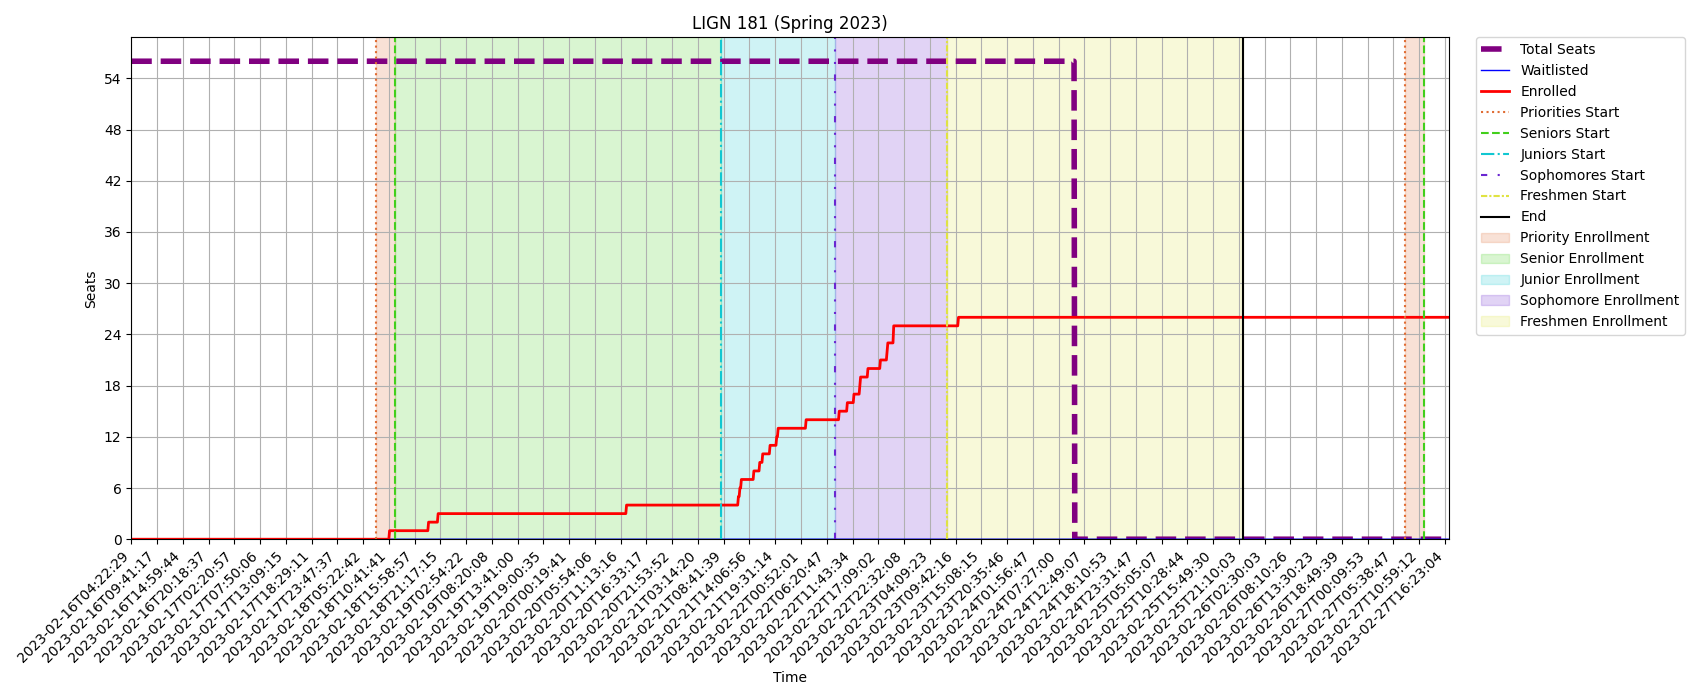 LIGN 181 (Spring 2023)
Seats
54
48
42
36
30
24
18
12
6
0
2023-02-16T04:22:29
2023-02-16T09:41:17
2023-02-16T14:59:44
2023-02-16T20:18:37
2023-02-17T02:20:57
2023-02-17T07:50:06
2023-02-17T13:09:15
2023-02-17T18:29:11
2023-02-17T23:47:37
2023-02-18T05:22:42
2023-02-18T10:41:41
2023-02-18T15:58:57
2023-02-18T21:17:15
2023-02-19T02:54:22
2023-02-19T08:20:08
2023-02-19T13:41:00
2023-02-19T19:00:35
2023-02-20T00:19:41
2023-02-20T05:54:06
2023-02-20T11:13:16
2023-02-20T16:33:17
2023-02-20T21:53:52
2023-02-21T03:14:20
2023-02-21T08:41:39
2023-02-21T14:06:56
2023-02-21T19:31:14
2023-02-22T00:52:01
2023-02-22T06:20:47
2023-02-22T11:43:34
2023-02-22T17:09:02
2023-02-22T22:32:08
2023-02-23T04:09:23
2023-02-23T09:42:16
2023-02-23T15:08:15
2023-02-23T20:35:46
2023-02-24T01:56:47
2023-02-24T07:27:00
2023-02-24T12:49:07
2023-02-24T18:10:53
2023-02-24T23:31:47
2023-02-25T05:05:07
2023-02-25T10:28:44
2023-02-25T15:49:30
2023-02-25T21:10:03
2023-02-26T02:30:03
2023-02-26T08:10:26
2023-02-26T13:30:23
2023-02-26T18:49:39
2023-02-27T00:09:53
2023-02-27T05:38:47
2023-02-27T10:59:12
2023-02-27T16:23:04
Time
Total Seats
Waitlisted
Enrolled
Priorities Start
Seniors Start
Juniors Start
Sophomores Start
Freshmen Start
End
Priority Enrollment
Senior Enrollment
Junior Enrollment
Sophomore Enrollment
Freshmen Enrollment